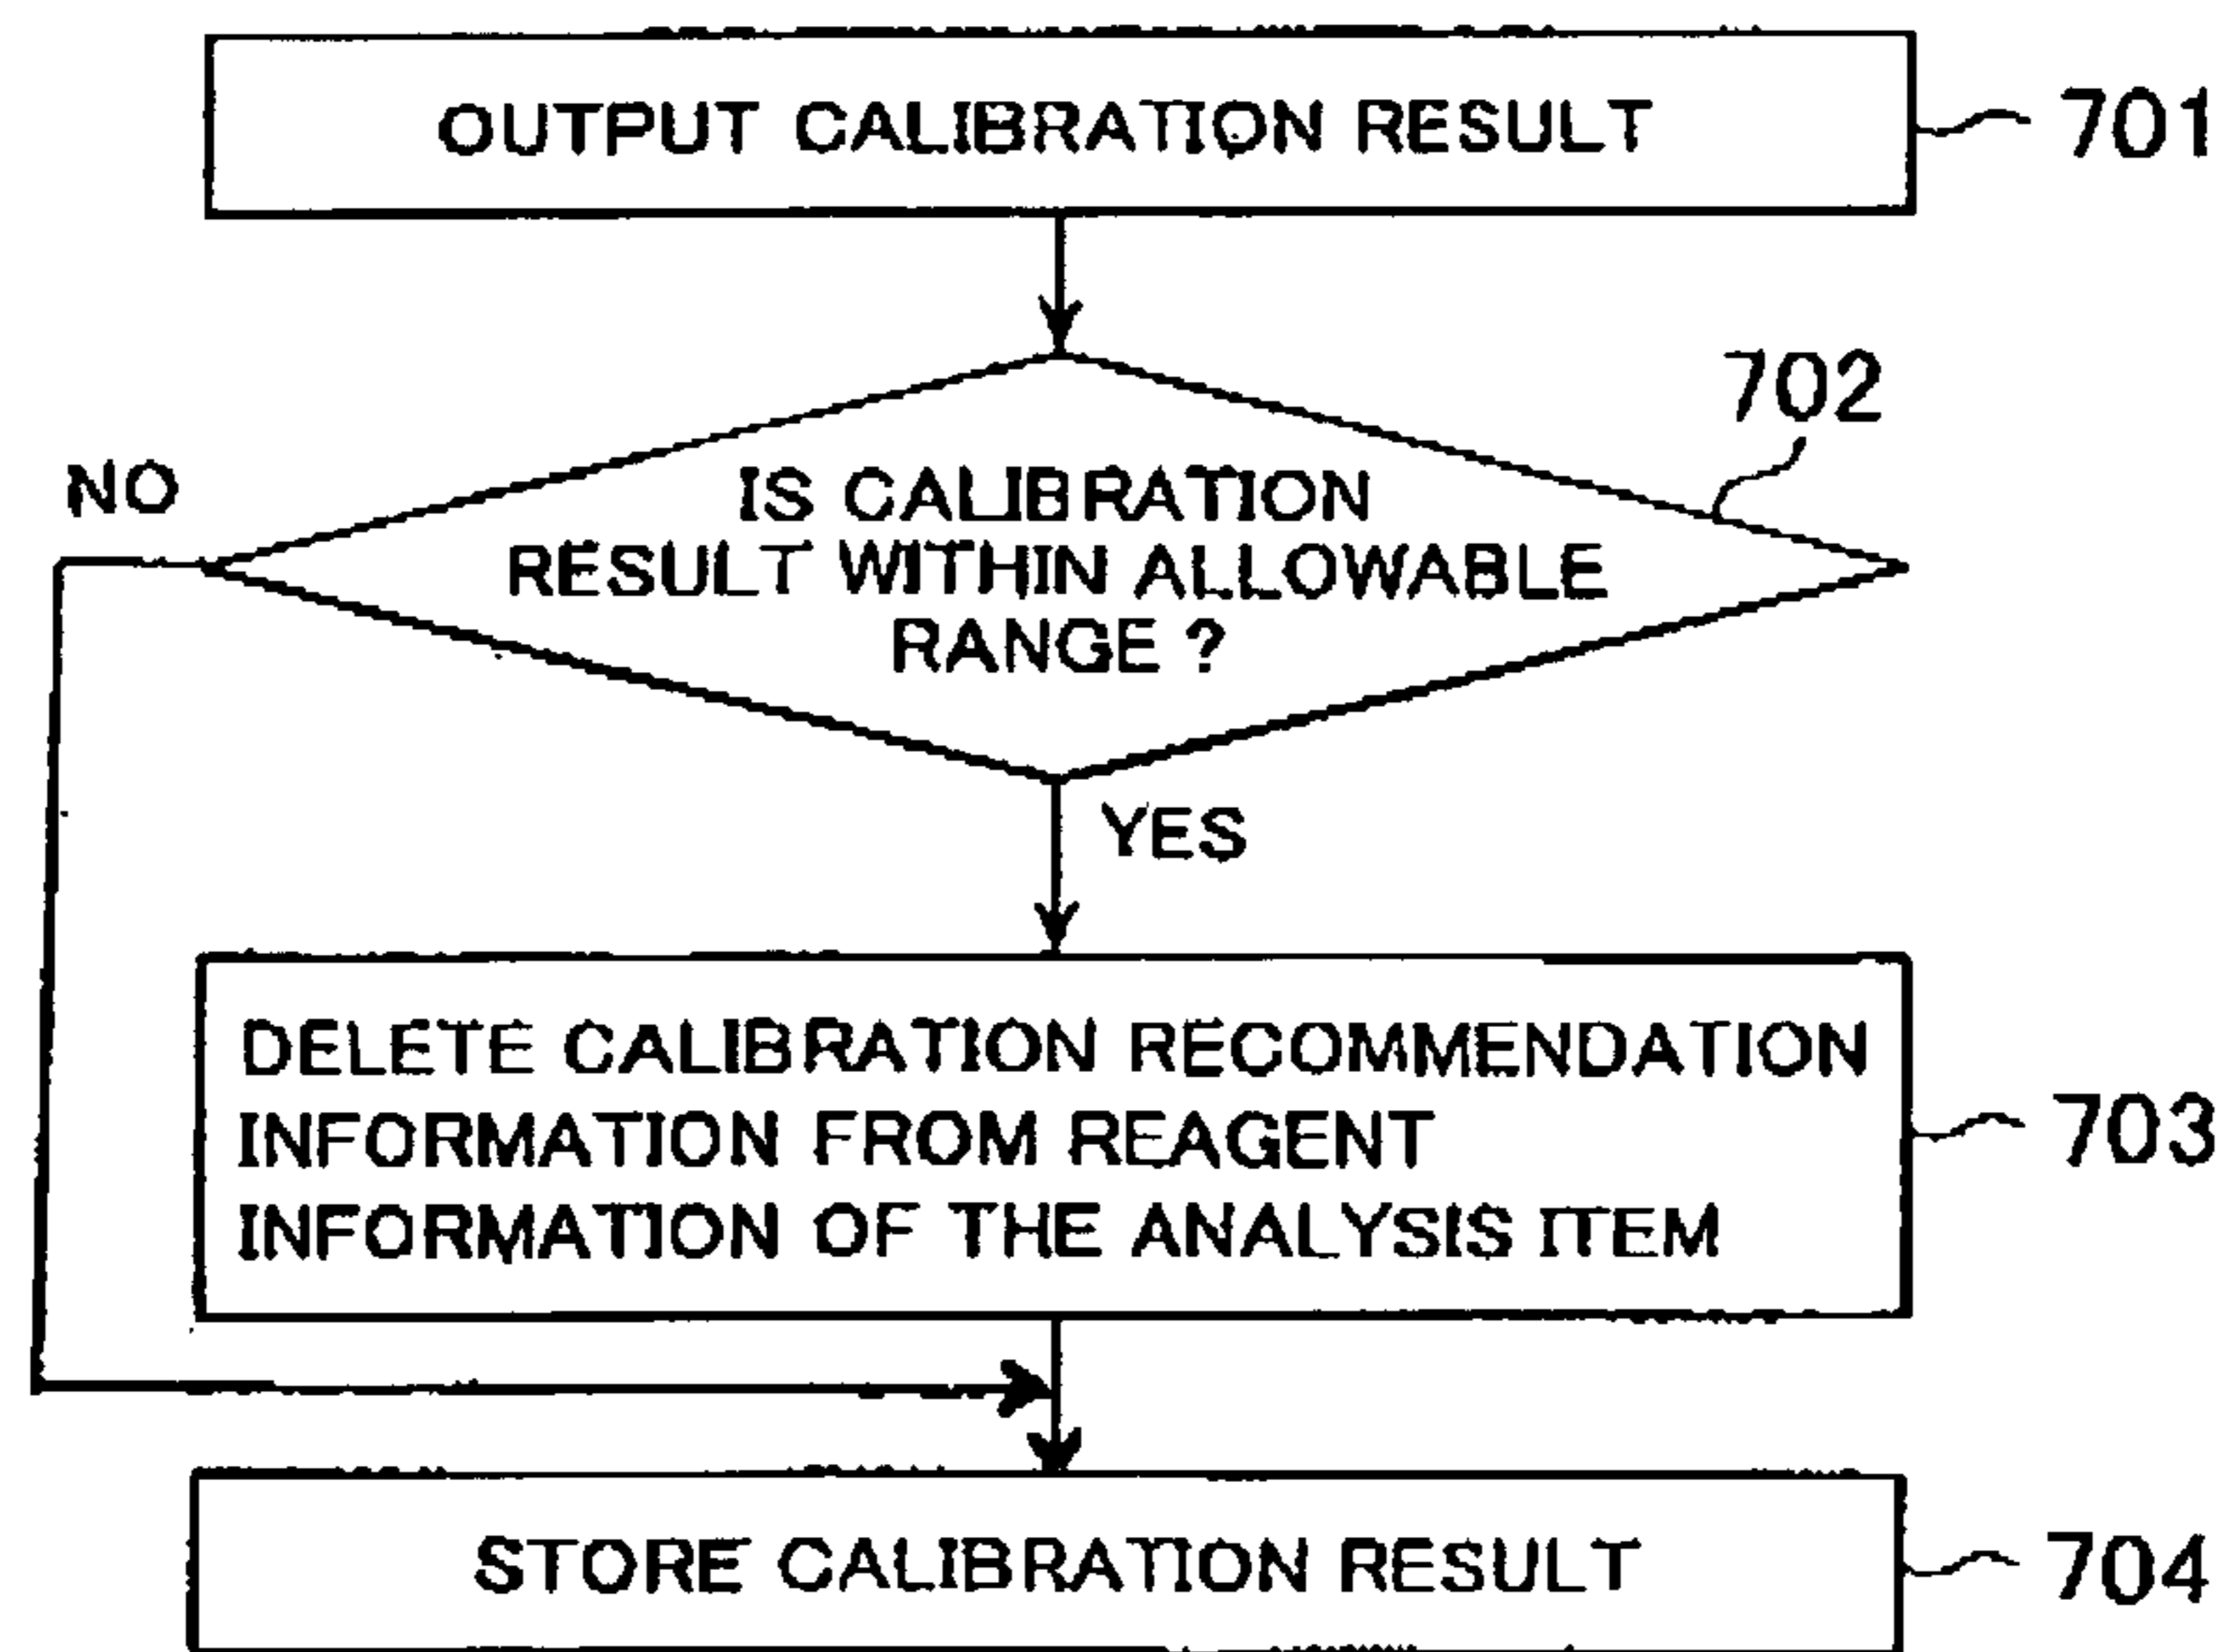 OUTPUT CALIBRATION RESULT
701
702
NO
IS CALIBRATION
RESULT WITHIN ALLOWABLE
RANGE ?
YES
DELETE CALIBRATION RECOMMENDATION
INFORMATION FROM REAGENT
INFORMATION OF THE ANALYSIS ITEM
703
STORE CALIBRATION RESULT
704